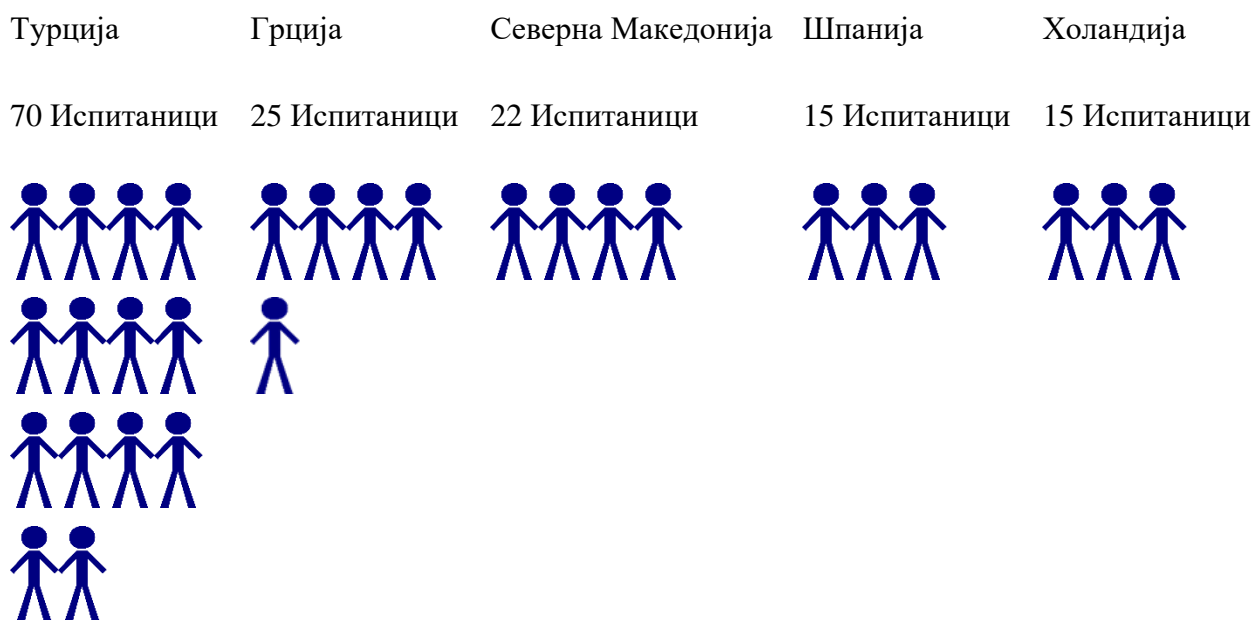 Турција Грција Северна Македонија Шпанија Холандија
70 Испитаници 25 Испитаници 22 Испитаници 15 Испитаници 15 Испитаници